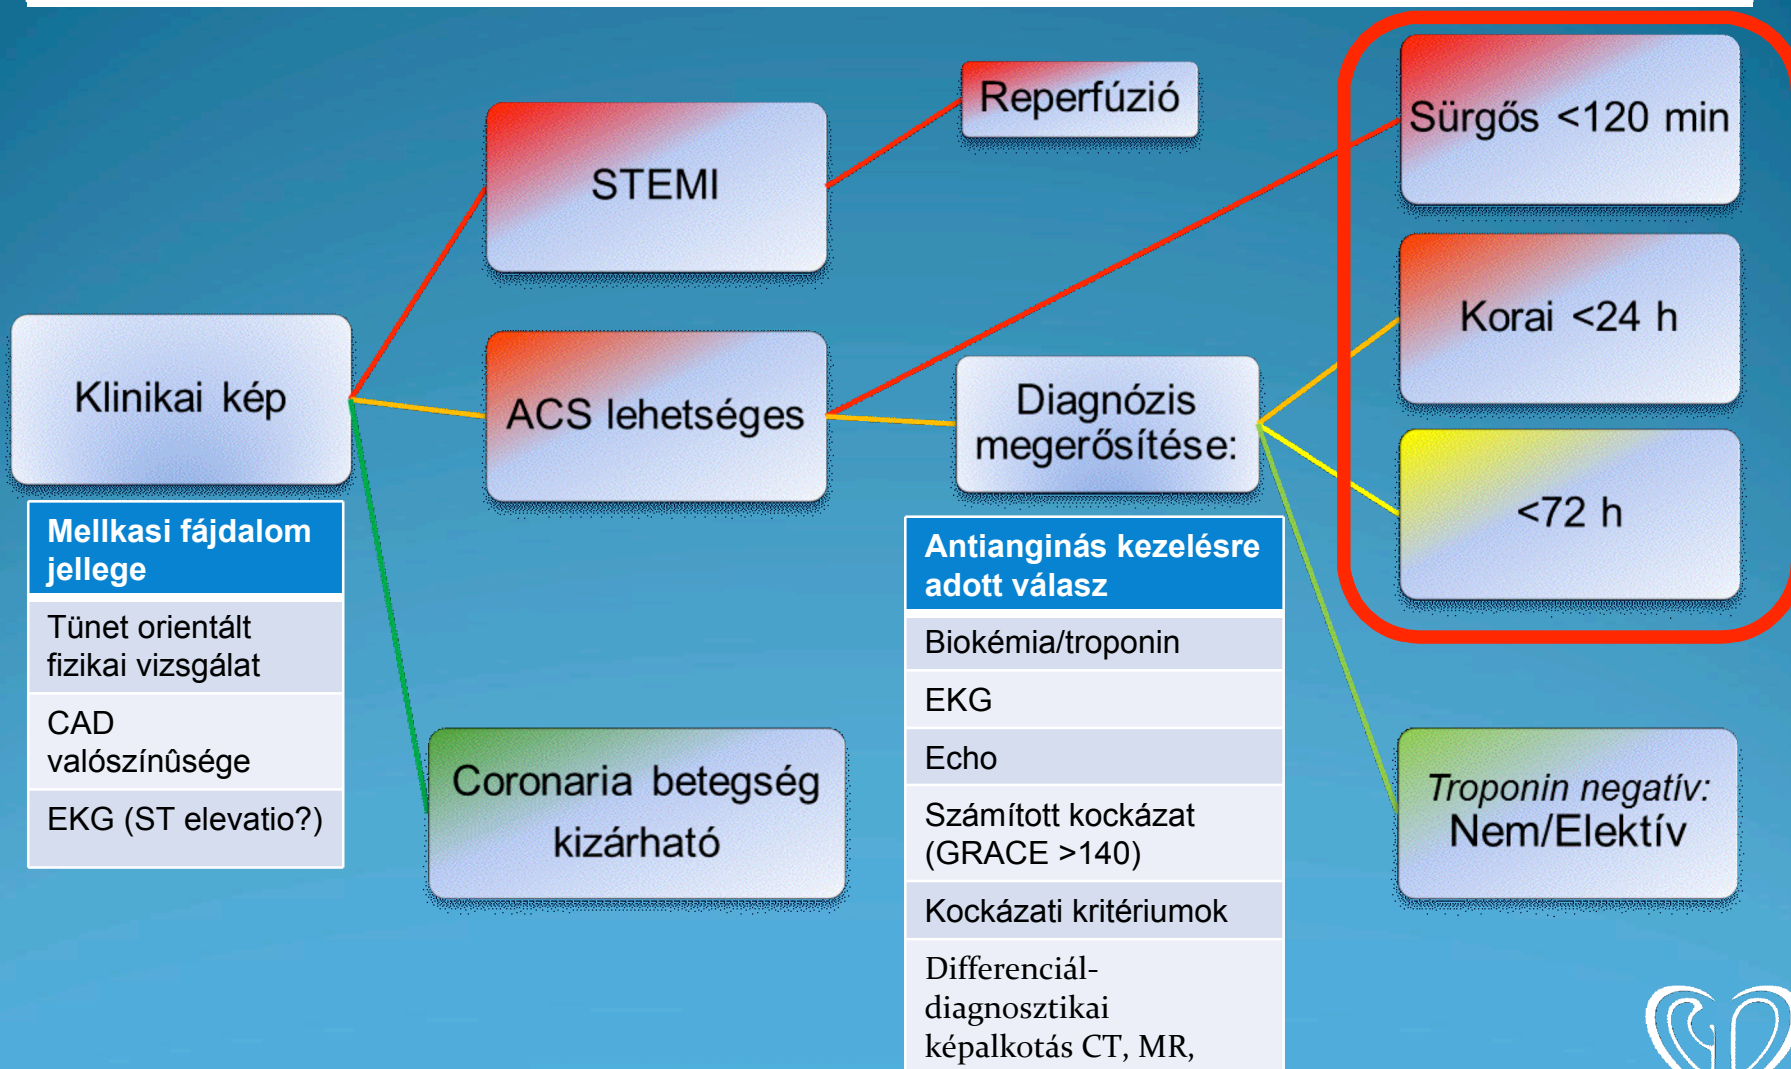 Klinikai kép
Mellkasi fájdalom
jellege
Tünet orientált
fizikai vizsgálat
CAD
valószínûsége
EKG (ST elevatio?)
STEMI
ACS lehetséges
Coronaria betegség
kizárható
Reperfúzió
Diagnózis
megerősítése:
Antianginás kezelésre
adott válasz
Biokémia/troponin
EKG
Echo
Számított kockázat
(GRACE >140)
Kockázati kritériumok
Differenciál-
diagnosztikai
képalkotás CT, MR,
Sürgős <120 min
Korai <24 h
<72 h
Troponin negatív:
Nem/Elektív